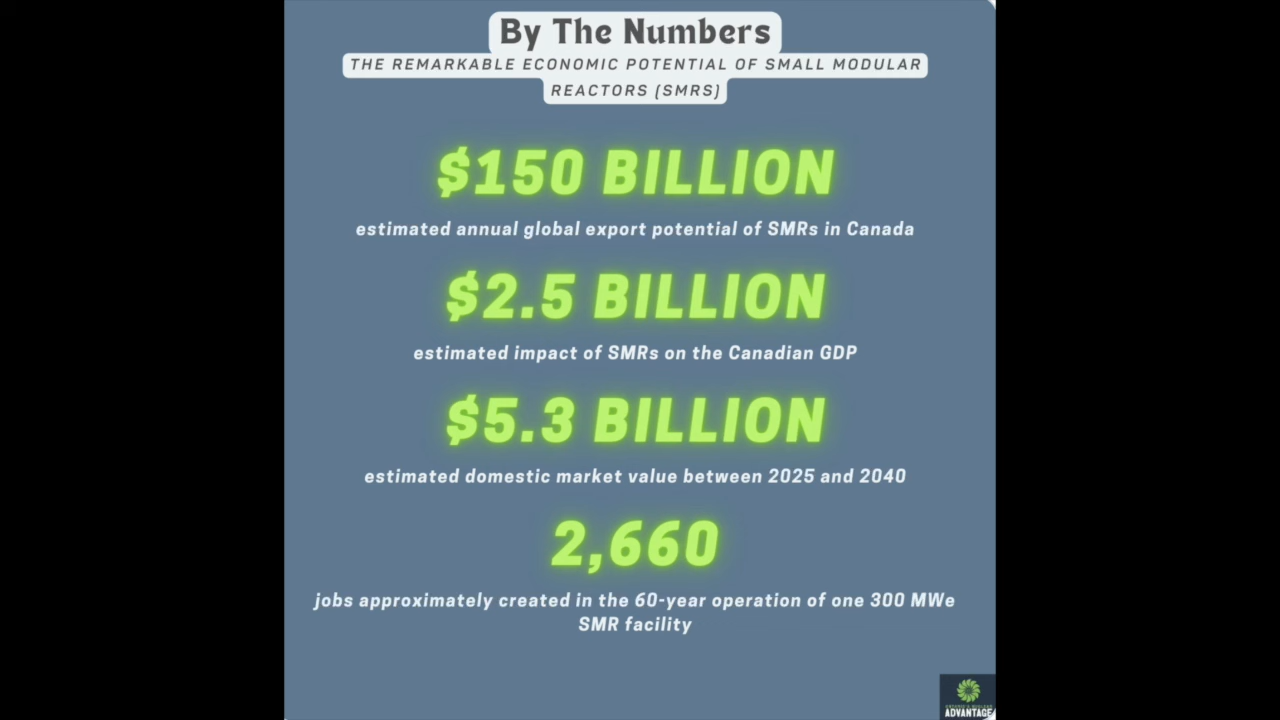 By The Numbers
THE REMARKABLE ECONOMIC POTENTIAL OF SMALL MODULAR
REACTORS (SMRS)
$150 BILLION
estimated annual global export potential of SMRs in Canada
$2.5 BILLION
estimated impact of SMRs on the Canadian GDP
$5.3 BILLION
estimated domestic market value between 2025 and 2040
2,660
jobs approximately created in the 60-year operation of one 300 MWe
SMR facility
ADVANTAGE